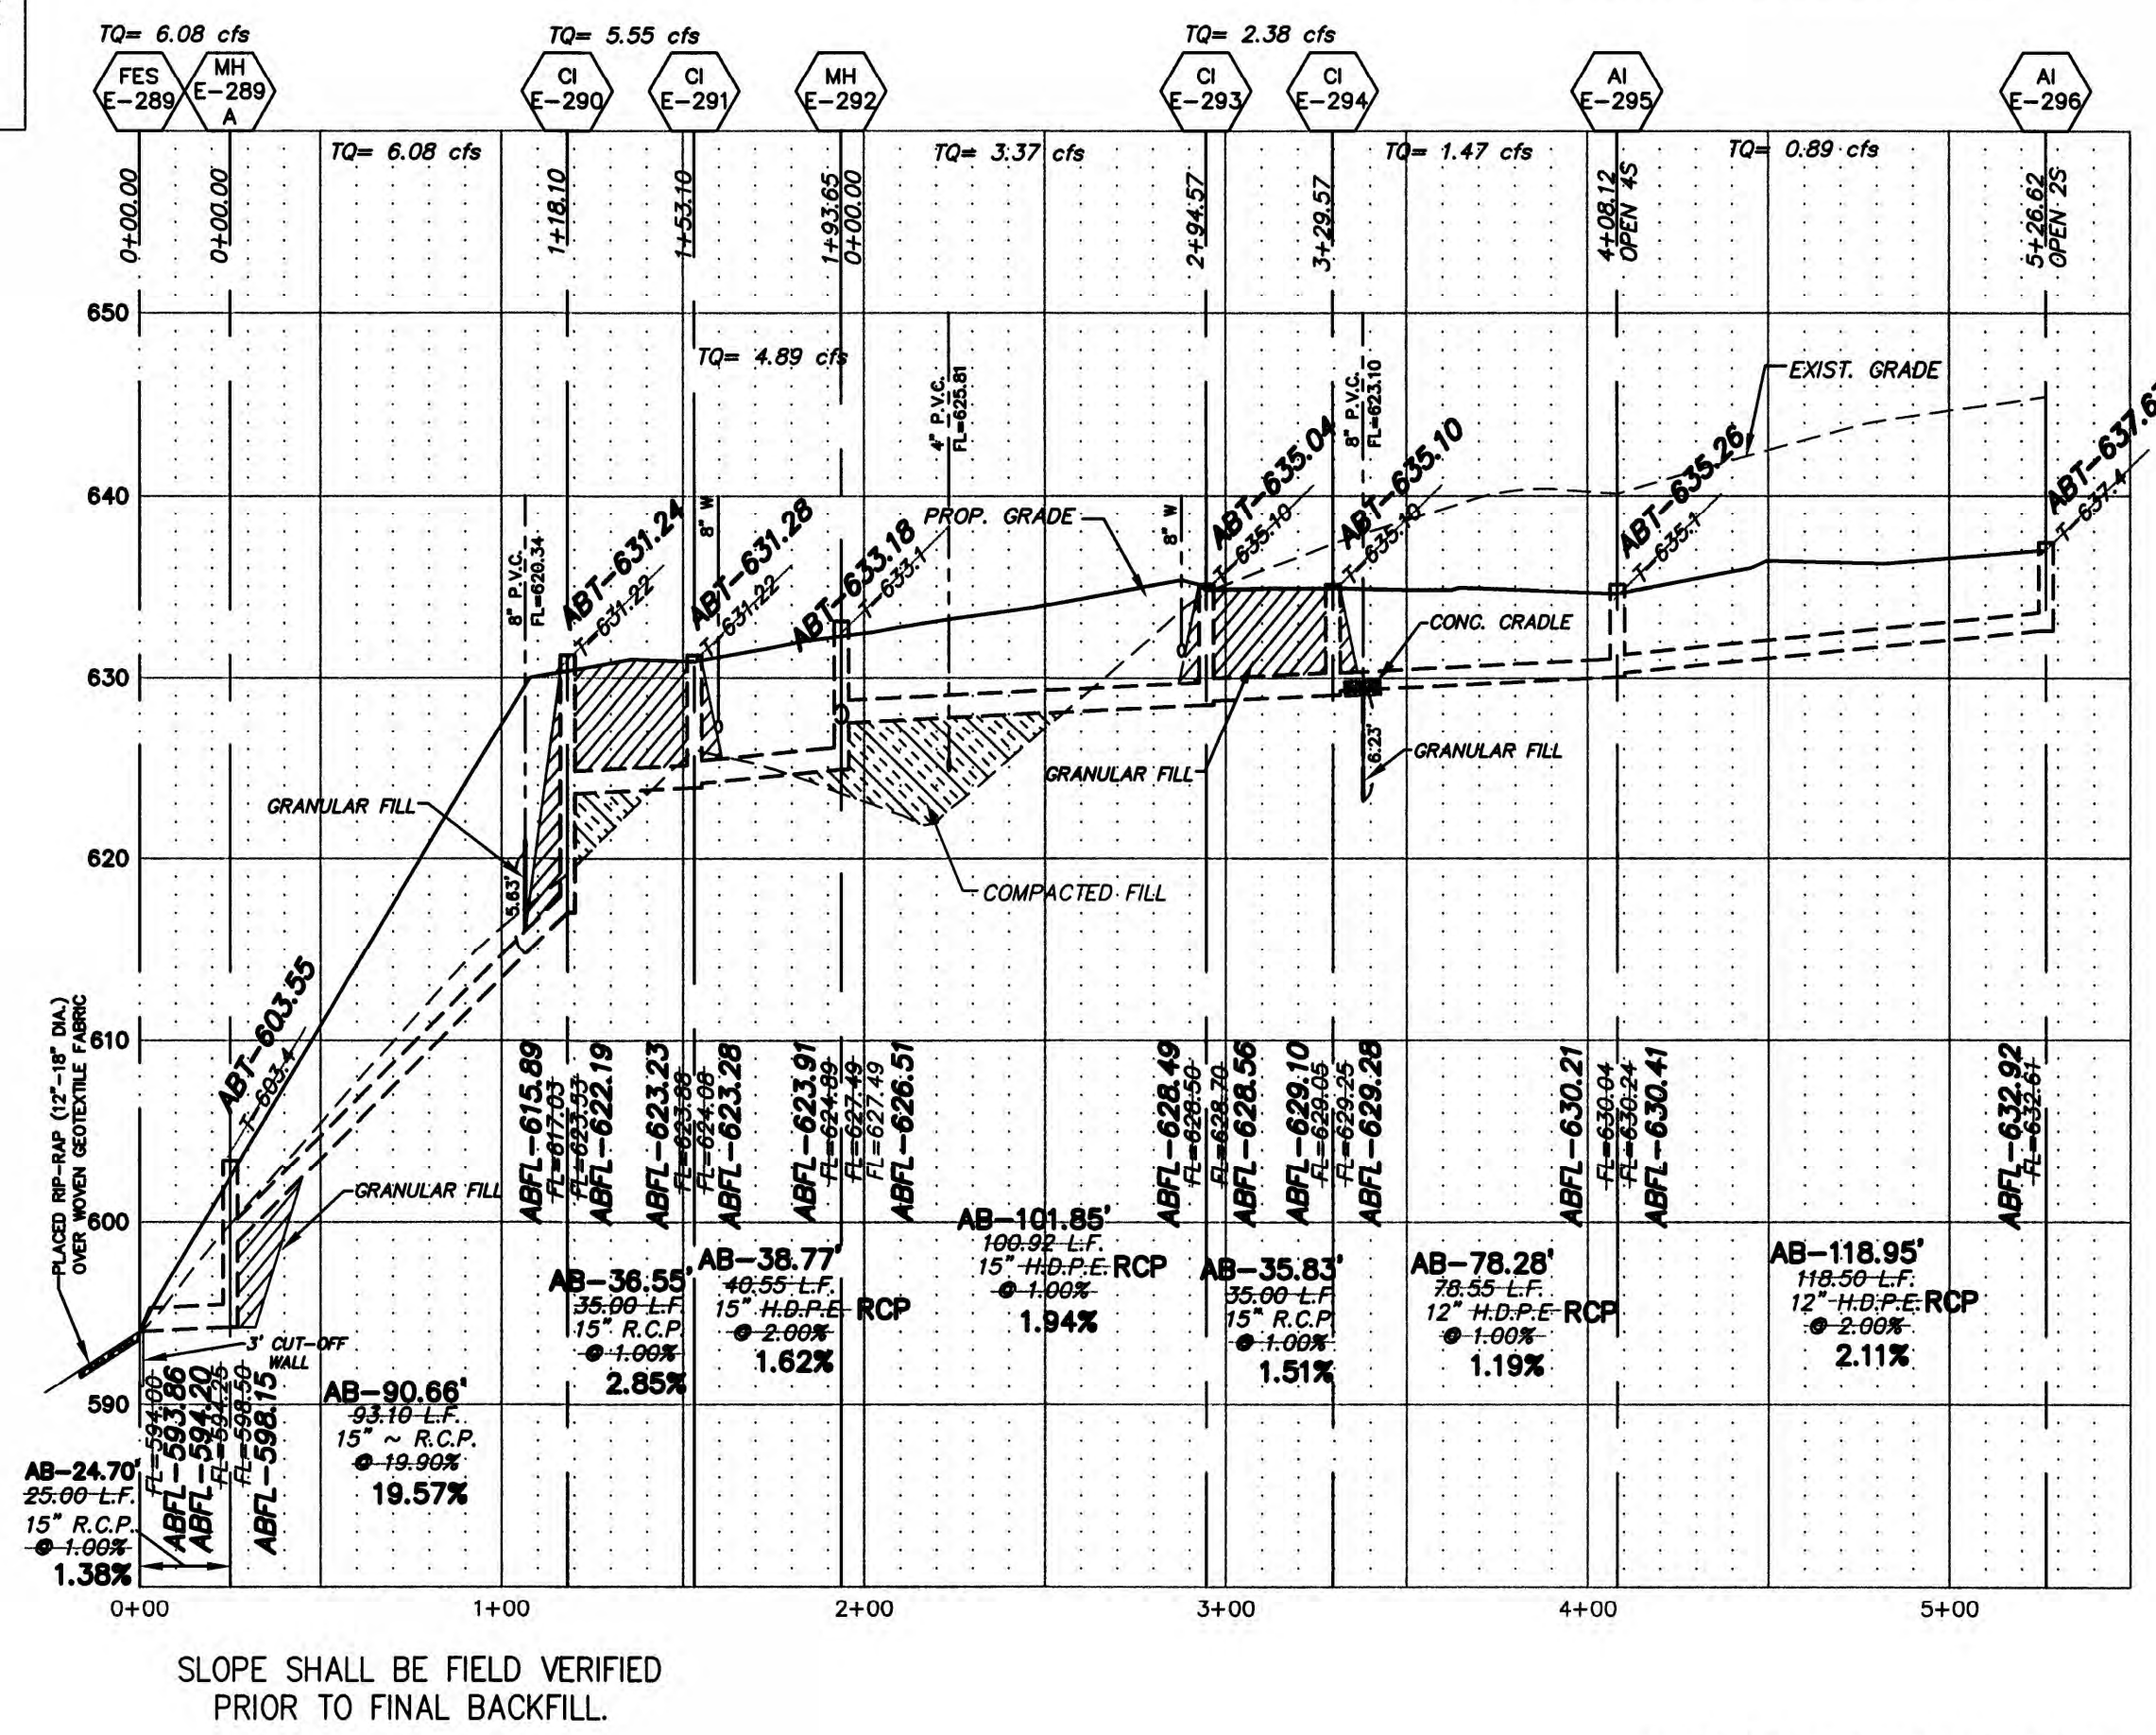 TQ= 6.08 cfs
TQ= 5.55 cfs
TQ= 2.38 cfs
FES
E-289
MH
E-289
A
CI
E-290
CI
E-291
MH
E-292
CI
E-293
CI
E-294
AI
E-295
AI
E-296
TQ= 6.08 cfs
TQ= 3.37 cfs
TQ= 1.47 cfs
TQ= 0.89 cfs
0+00.00
0+00.00
1+18.10
1+53.10
1+93.65
0+00.00
2+94.57
3+29.57
4+08.12
OPEN 4S
5+26.62
OPEN 2S
650
TQ= 4.89 cfs
4" P.V.C.
FL=625.81
8" P.V.C.
FL=623.10
EXIST. GRADE
640
8" P.V.C.
FL=620.34
ABT-631.24
T-631.22
8" W
ABT-631.28
T-631.22
ABT-633.18
T-633.1
PROP. GRADE
8" W
ABT-635.04
T-635.10
ABT-635.10
T-635.10
ABT-635.26
T-635.1
T-637.4
630
CONC. CRADLE
6.23'
GRANULAR FILL
GRANULAR FILL
GRANULAR FILL
620
5.63'
COMPACTED FILL
PLACED RIP-RAP (12"-18" DIA.)
OVER WOVEN GEOTEXTILE FABRIC
610
ABT-603.55
T-603.4
GRANULAR FILL
600
ABFL-615.89
FL=617.03
FL=623.53
ABFL-622.19
ABFL-623.23
FL=623.88
FL=624.08
ABFL-623.28
ABFL-623.91
FL=624.89
FL=627.49
FL=627.49
ABFL-626.51
ABFL-628.49
FL=628.50
FL=628.70
ABFL-628.56
ABFL-629.10
FL=629.05
FL=629.25
ABFL-629.28
ABFL-630.21
FL=630.04
FL=630.24
ABFL-630.41
ABFL-632.92
FL=632.61
3' CUT-OFF
WALL
590
FL=594.00
ABFL-593.86
ABFL-594.20
FL=594.25
FL=598.50
ABFL-598.15
AB-24.70'
25.00 L.F.
15" R.C.P.
@ 1.00%
1.38%
AB-90.66'
93.10 L.F.
15" ~ R.C.P.
@ 19.90%
19.57%
AB-36.55'
35.00 L.F.
15" R.C.P.
@ 1.00%
2.85%
AB-38.77'
40.55 L.F.
15" H.D.P.E. RCP
@ 2.00%
1.62%
AB-101.85'
100.92 L.F.
15" H.D.P.E. RCP
@ 1.00%
1.94%
AB-35.83'
35.00 L.F.
15" R.C.P.
@ 1.00%
1.51%
AB-78.28'
78.55 L.F.
12" H.D.P.E RCP
@ 1.00%
1.19%
AB-118.95'
118.50 L.F.
12" H.D.P.E. RCP
@ 2.00%
2.11%
0+00
1+00
2+00
3+00
4+00
5+00
SLOPE SHALL BE FIELD VERIFIED
PRIOR TO FINAL BACKFILL.